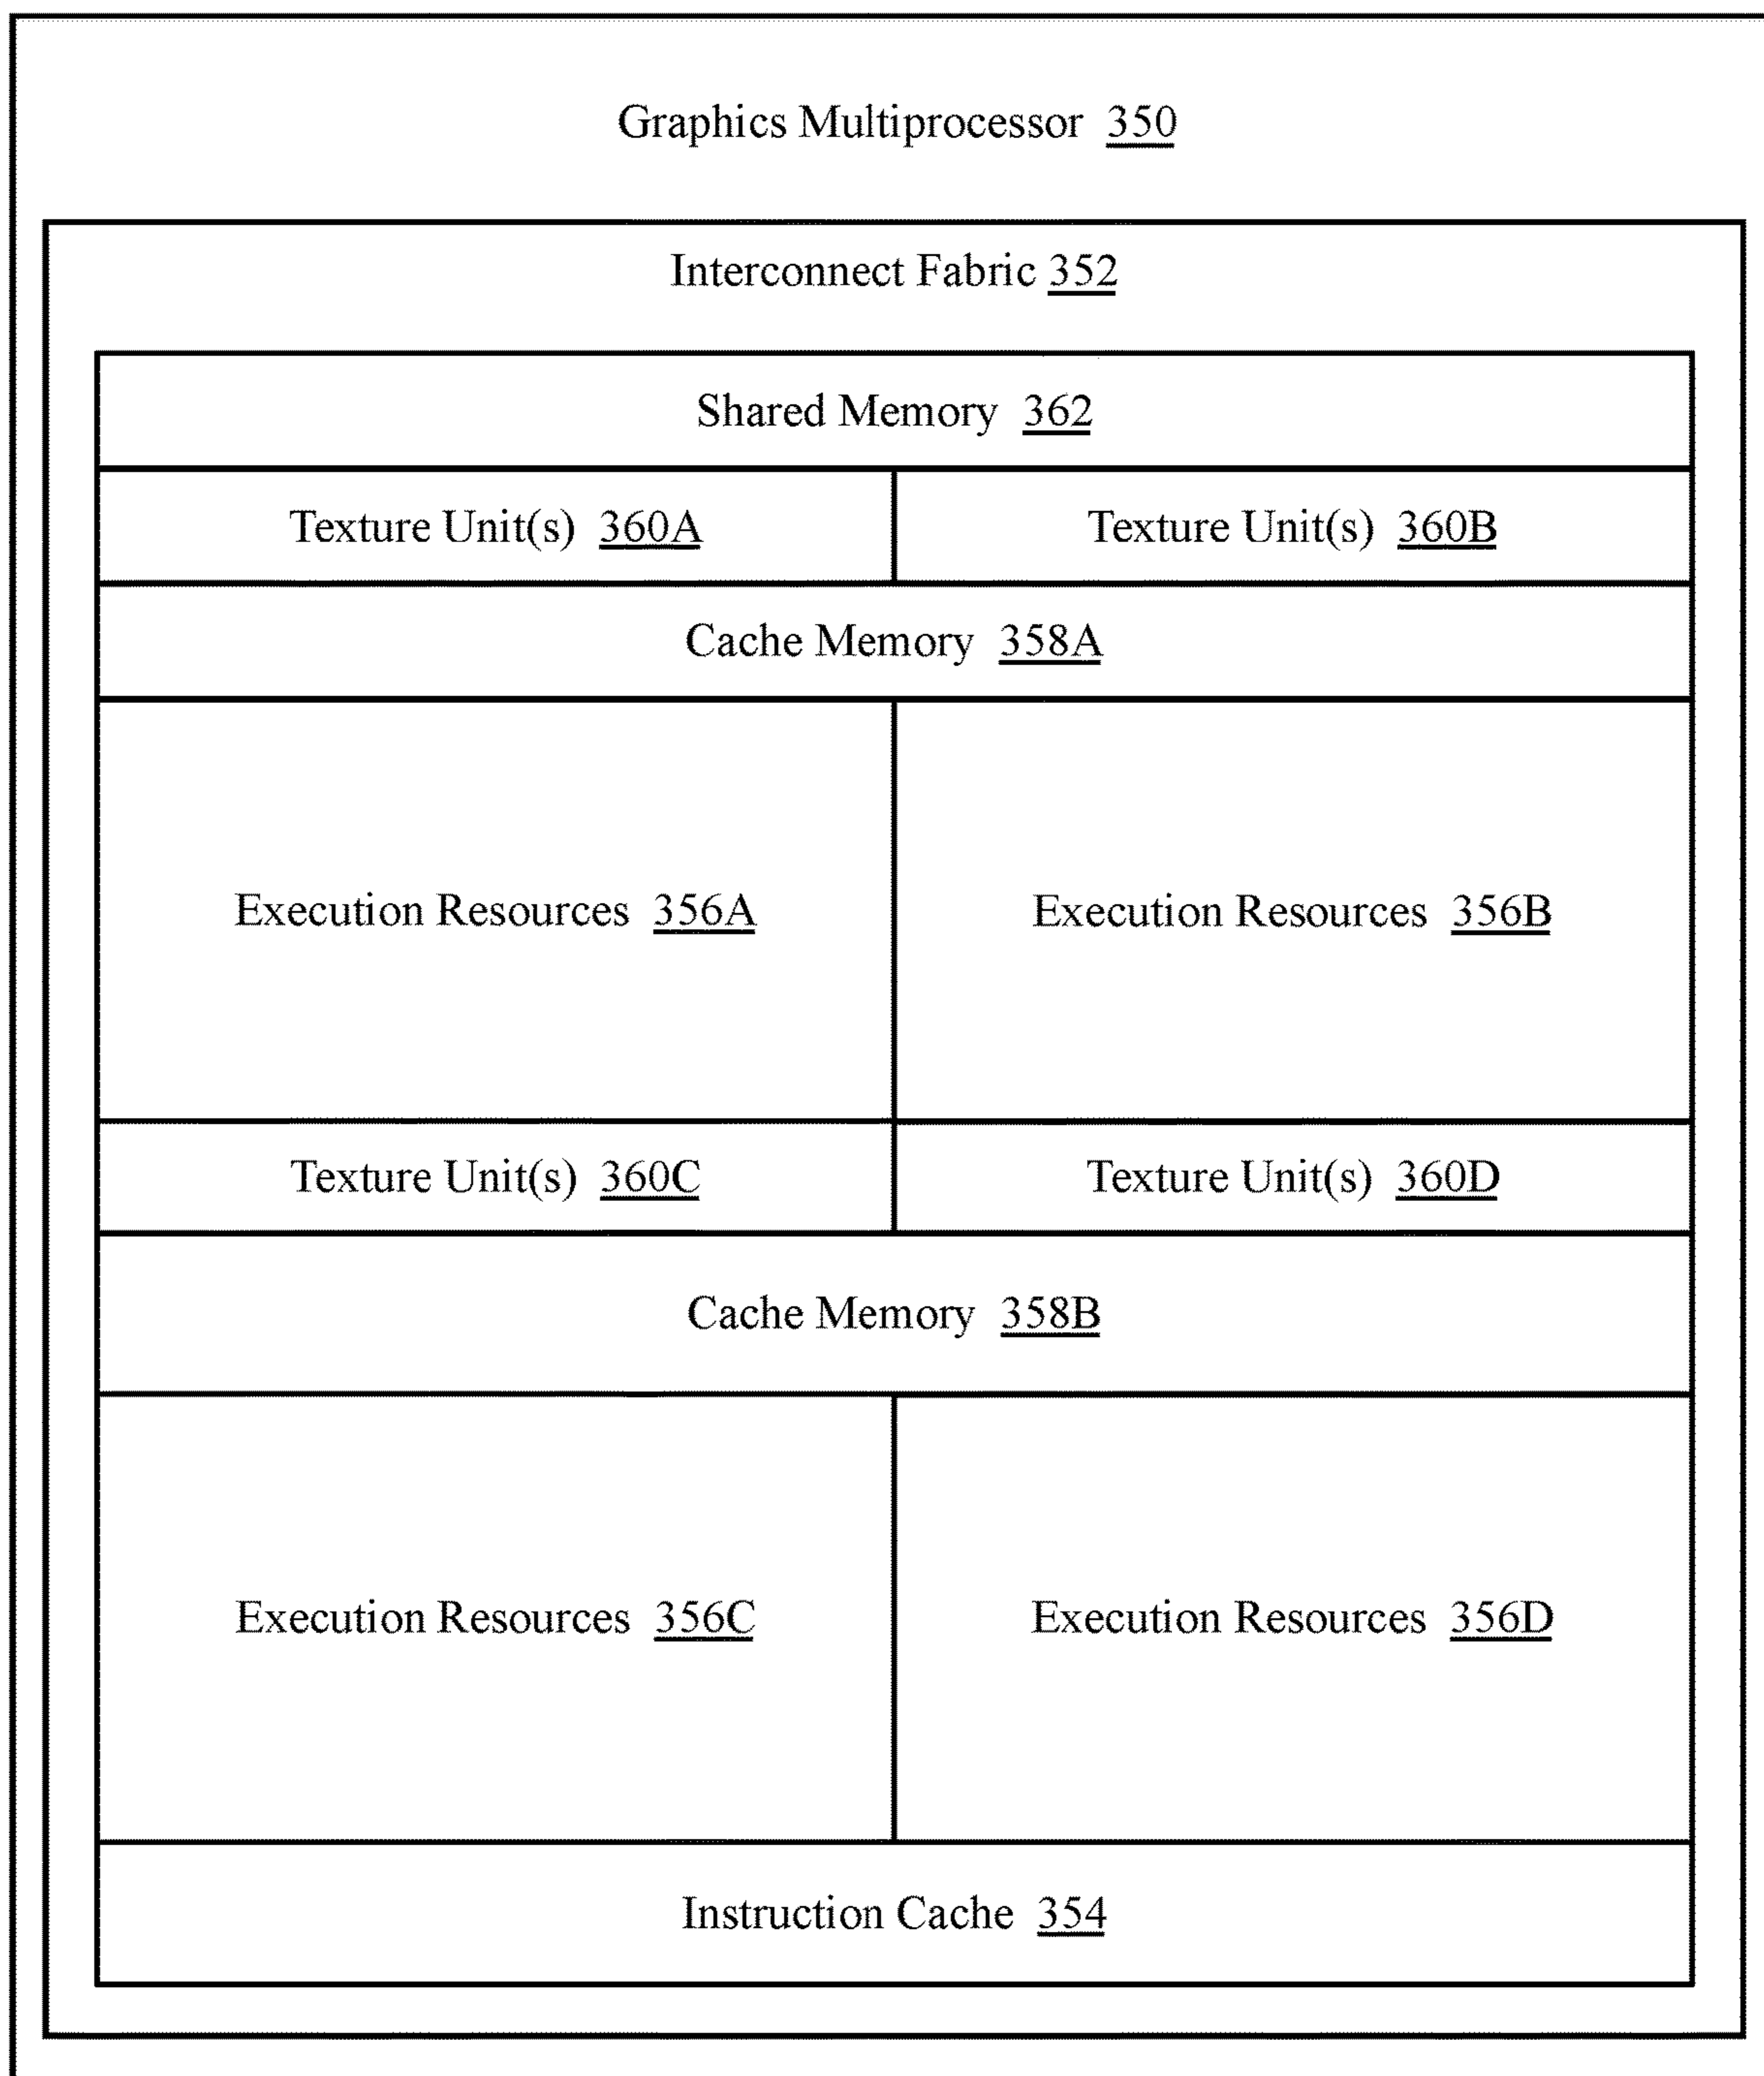 Graphics Multiprocessor 350
Interconnect Fabric 352
Shared Memory 362
Texture Unit(s) 360A
Texture Unit(s) 360B
Cache Memory 358A
Execution Resources 356A
Execution Resources 356B
Texture Unit(s) 360C
Texture Unit(s) 360D
Cache Memory 358B
Execution Resources 356C
Execution Resources 356D
Instruction Cache 354